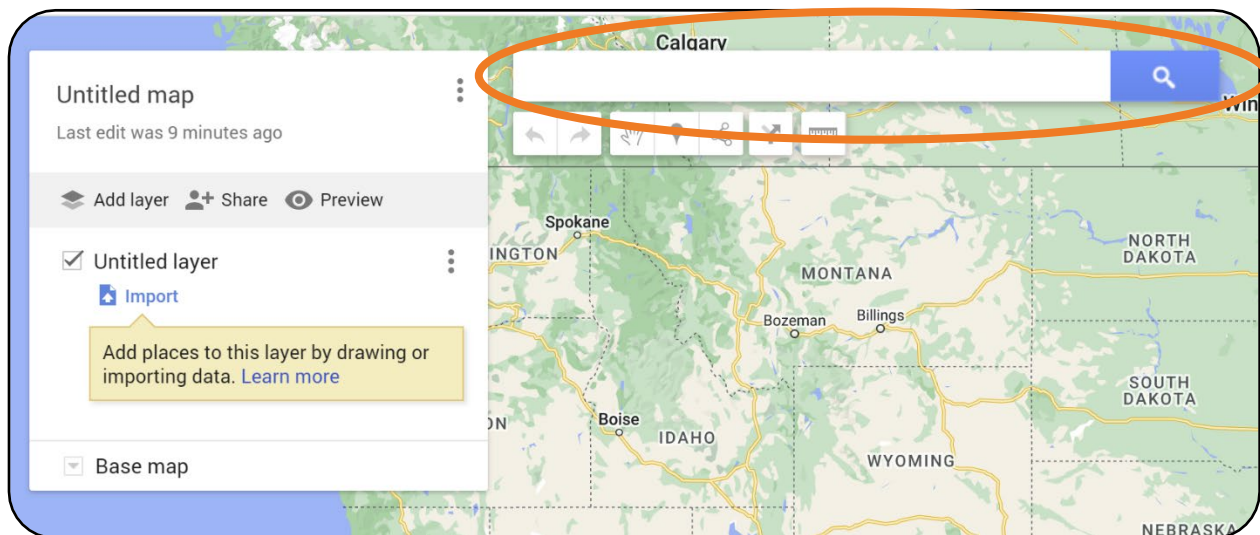 Untitled map
Last edit was 9 minutes ago
Add layer Share Preview
Untitled layer
Import
Add places to this layer by drawing or
importing data. Learn more
Base map
Calgary
Win
Spokane
INGTON
MONTANA
NORTH
DAKOTA
Bozeman
Billings
SOUTH
DAKOTA
ON
Boise
IDAHO
WYOMING
NEBRASKA